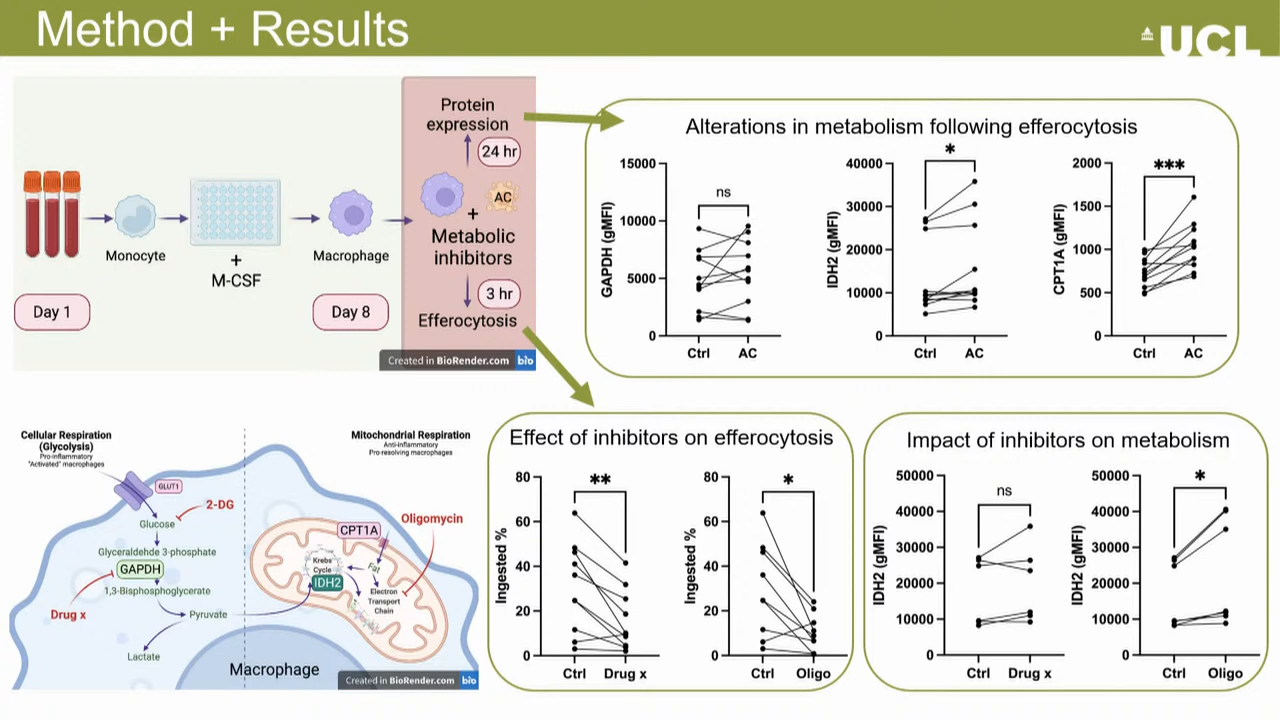 Method + Results
UCL
Protein
expression
24 hr
AC
+
Metabolic
inhibitors
3 hr
Efferocytosis
Monocyte
+
M-CSF
Macrophage
Day 1
Day 8
Created in BioRender.com bio
Alterations in metabolism following efferocytosis
GAPDH (gMFI)
15000
10000
5000
0
ns
Ctrl AC
IDH2 (gMFI)
40000
30000
20000
10000
0
*
Ctrl AC
CPT1A (gMFI)
2000
1500
1000
500
0
***
Ctrl AC
Cellular Respiration
(Glycolysis)
Pro-inflammatory
"Activated" macrophages
Mitochondrial Respiration
Anti-inflammatory
Pro-resolving macrophages
GLUT1
2-DG
Glucose
Glyceraldehde 3-phosphate
GAPDH
1,3-Bisphosphoglycerate
Drug x
Pyruvate
Lactate
CPT1A
Oligomycin
Krebs
Cycle
IDH2
Fat
Electron
Transport
Chain
Macrophage
Created in BioRender.com bio
Effect of inhibitors on efferocytosis
Ingested %
80
60
40
20
0
**
Ctrl Drug x
Ingested %
80
60
40
20
0
*
Ctrl Oligo
Impact of inhibitors on metabolism
IDH2 (gMFI)
50000
40000
30000
20000
10000
0
ns
Ctrl Drug x
IDH2 (gMFI)
50000
40000
30000
20000
10000
0
*
Ctrl Oligo